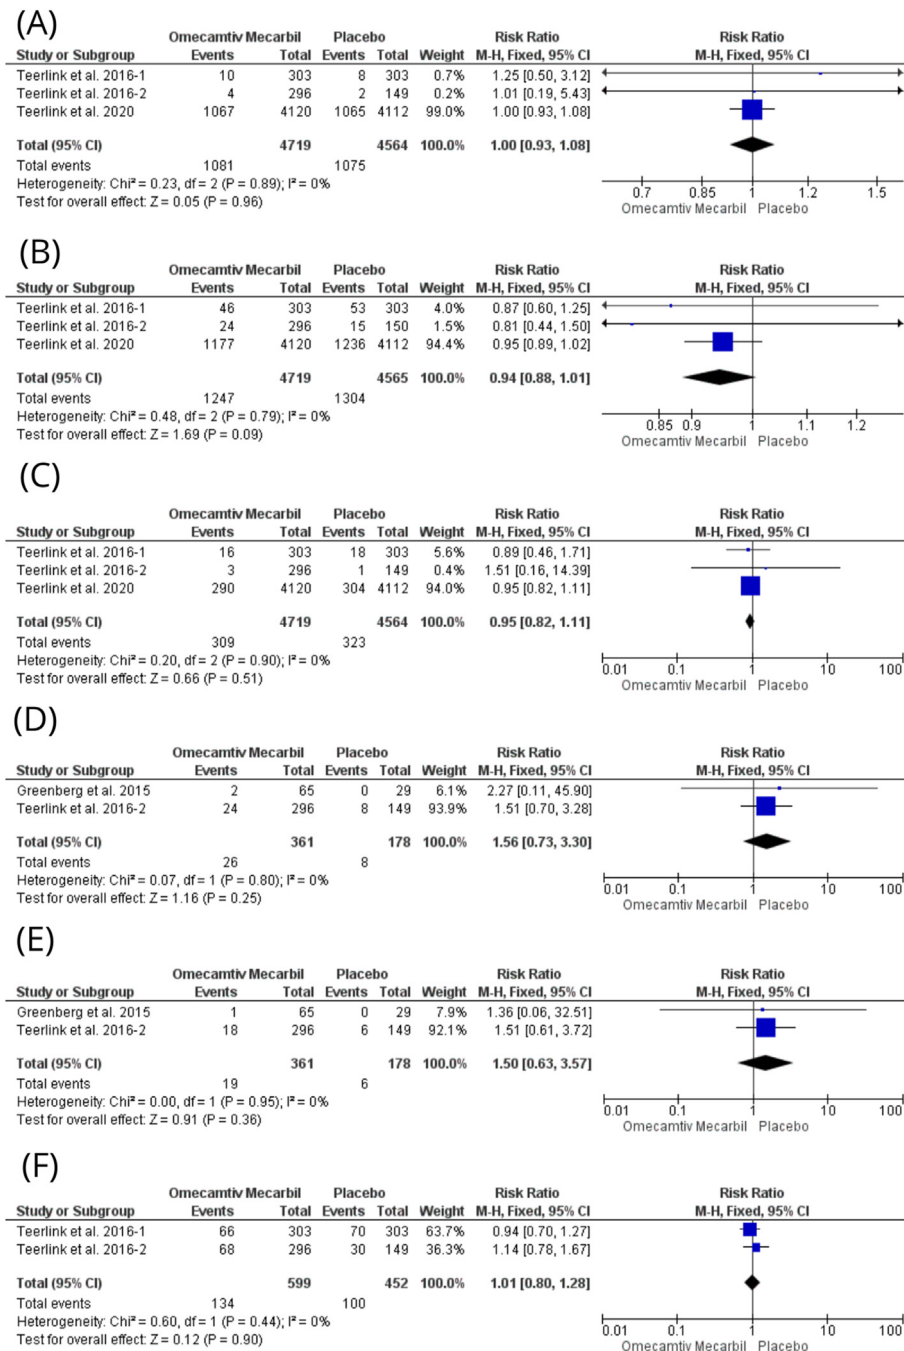 (A)
Omecamtiv Mecarbil Placebo Risk Ratio Risk Ratio
Study or Subgroup Events Total Events Total Weight M-H, Fixed, 95% CI M-H, Fixed, 95% CI
Teerlink et al. 2016-1 10 303 8 303 0.7% 1.25 [0.50, 3.12]
Teerlink et al. 2016-2 4 296 2 149 0.2% 1.01 [0.19, 5.43]
Teerlink et al. 2020 1067 4120 1065 4112 99.0% 1.00 [0.93, 1.08]
Total (95% CI) 4719 4564 100.0% 1.00 [0.93, 1.08]
Total events 1081 1075
Heterogeneity: Chi² = 0.23, df = 2 (P = 0.89); I² = 0%
Test for overall effect: Z = 0.05 (P = 0.96)
0.7 0.85 1 1.2 1.5
Omecamtiv Mecarbil Placebo
(B)
Omecamtiv Mecarbil Placebo Risk Ratio Risk Ratio
Study or Subgroup Events Total Events Total Weight M-H, Fixed, 95% CI M-H, Fixed, 95% CI
Teerlink et al. 2016-1 46 303 53 303 4.0% 0.87 [0.60, 1.25]
Teerlink et al. 2016-2 24 296 15 150 1.5% 0.81 [0.44, 1.50]
Teerlink et al. 2020 1177 4120 1236 4112 94.4% 0.95 [0.89, 1.02]
Total (95% CI) 4719 4565 100.0% 0.94 [0.88, 1.01]
Total events 1247 1304
Heterogeneity: Chi² = 0.48, df = 2 (P = 0.79); I² = 0%
Test for overall effect: Z = 1.69 (P = 0.09)
0.85 0.9 1 1.1 1.2
Omecamtiv Mecarbil Placebo
(C)
Omecamtiv Mecarbil Placebo Risk Ratio Risk Ratio
Study or Subgroup Events Total Events Total Weight M-H, Fixed, 95% CI M-H, Fixed, 95% CI
Teerlink et al. 2016-1 16 303 18 303 5.6% 0.89 [0.46, 1.71]
Teerlink et al. 2016-2 3 296 1 149 0.4% 1.51 [0.16, 14.39]
Teerlink et al. 2020 290 4120 304 4112 94.0% 0.95 [0.82, 1.11]
Total (95% CI) 4719 4564 100.0% 0.95 [0.82, 1.11]
Total events 309 323
Heterogeneity: Chi² = 0.20, df = 2 (P = 0.90); I² = 0%
Test for overall effect: Z = 0.66 (P = 0.51)
0.01 0.1 1 10 100
Omecamtiv Mecarbil Placebo
(D)
Omecamtiv Mecarbil Placebo Risk Ratio Risk Ratio
Study or Subgroup Events Total Events Total Weight M-H, Fixed, 95% CI M-H, Fixed, 95% CI
Greenberg et al. 2015 2 65 0 29 6.1% 2.27 [0.11, 45.90]
Teerlink et al. 2016-2 24 296 8 149 93.9% 1.51 [0.70, 3.28]
Total (95% CI) 361 178 100.0% 1.56 [0.73, 3.30]
Total events 26 8
Heterogeneity: Chi² = 0.07, df = 1 (P = 0.80); I² = 0%
Test for overall effect: Z = 1.16 (P = 0.25)
0.01 0.1 1 10 100
Omecamtiv Mecarbil Placebo
(E)
Omecamtiv Mecarbil Placebo Risk Ratio Risk Ratio
Study or Subgroup Events Total Events Total Weight M-H, Fixed, 95% CI M-H, Fixed, 95% CI
Greenberg et al. 2015 1 65 0 29 7.9% 1.36 [0.06, 32.51]
Teerlink et al. 2016-2 18 296 6 149 92.1% 1.51 [0.61, 3.72]
Total (95% CI) 361 178 100.0% 1.50 [0.63, 3.57]
Total events 19 6
Heterogeneity: Chi² = 0.00, df = 1 (P = 0.95); I² = 0%
Test for overall effect: Z = 0.91 (P = 0.36)
0.01 0.1 1 10 100
Omecamtiv Mecarbil Placebo
(F)
Omecamtiv Mecarbil Placebo Risk Ratio Risk Ratio
Study or Subgroup Events Total Events Total Weight M-H, Fixed, 95% CI M-H, Fixed, 95% CI
Teerlink et al. 2016-1 66 303 70 303 63.7% 0.94 [0.70, 1.27]
Teerlink et al. 2016-2 68 296 30 149 36.3% 1.14 [0.78, 1.67]
Total (95% CI) 599 452 100.0% 1.01 [0.80, 1.28]
Total events 134 100
Heterogeneity: Chi² = 0.60, df = 1 (P = 0.44); I² = 0%
Test for overall effect: Z = 0.12 (P = 0.90)
0.01 0.1 1 10 100
Omecamtiv Mecarbil Placebo